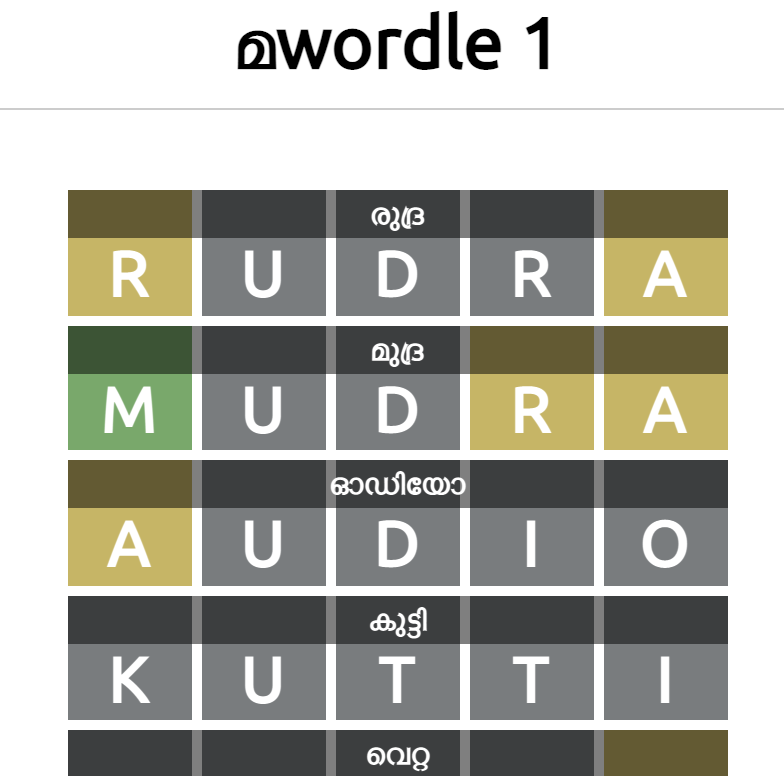 മwordle 1
രുദ്ര
R U D R A
മുദ്ര
M U D R A
ഓഡിയോ
A U D I O
കുട്ടി
K U T T I
വെറ്റ